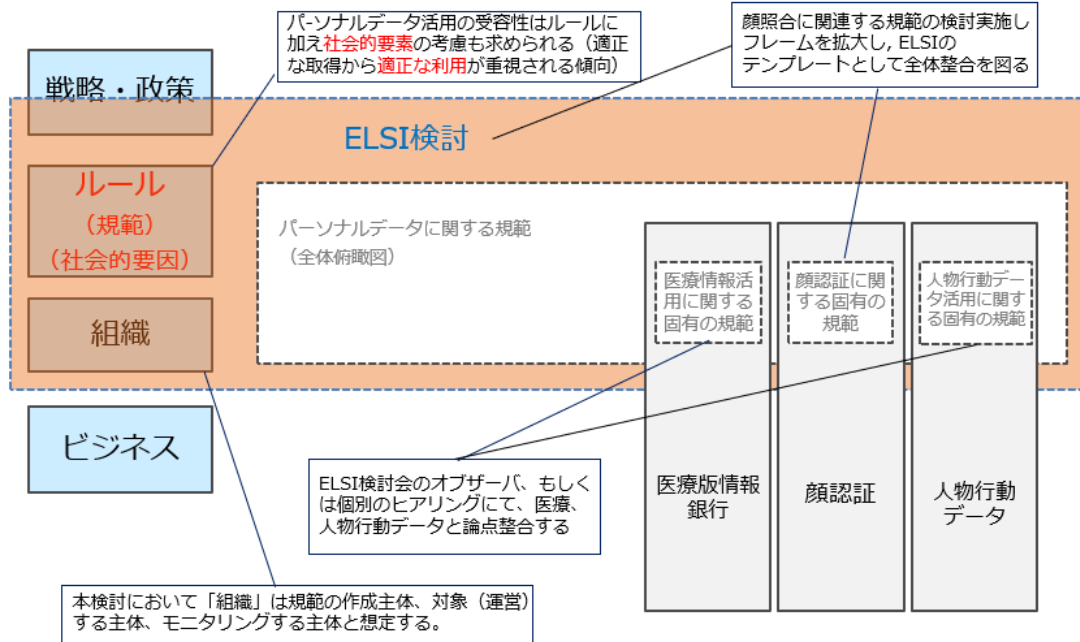 パーソナルデータ活用の受容性はルールに
加え社会的要素の考慮も求められる（適正
な取得から適正な利用が重視される傾向）
顔照合に関連する規範の検討実施し
フレームを拡大し, ELSIの
テンプレートとして全体整合を図る
戦略・政策
ELSI検討
ルール
（規範）
（社会的要因）
パーソナルデータに関する規範
（全体俯瞰図）
医療情報活
用に関する
固有の規範
顔認証に関
する固有の
規範
人物行動デー
タ活用に関す
る固有の規範
組織
ビジネス
ELSI検討会のオブザーバ、もしく
は個別のヒアリングにて、医療、
人物行動データと論点整合する
医療版情報
銀行
顔認証
人物行動
データ
本検討において「組織」は規範の作成主体、対象（運営）
する主体、モニタリングする主体と想定する。